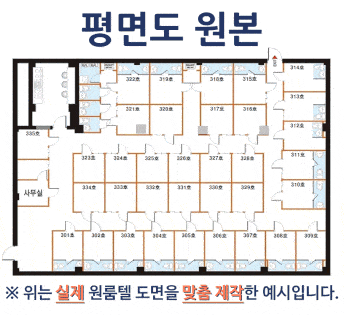 평면도 원본
322호 319호 318호 315호 314호
321호 320호 317호 316호 313호
312호
335호
323호 324호 325호 326호 327호 328호 311호
사무실 334호 333호 332호 331호 330호 329호 310호
301호 302호 303호 304호 305호 306호 307호 308호 309호
※ 위는 실제 원룸텔 도면을 맞춤 제작한 예시입니다.